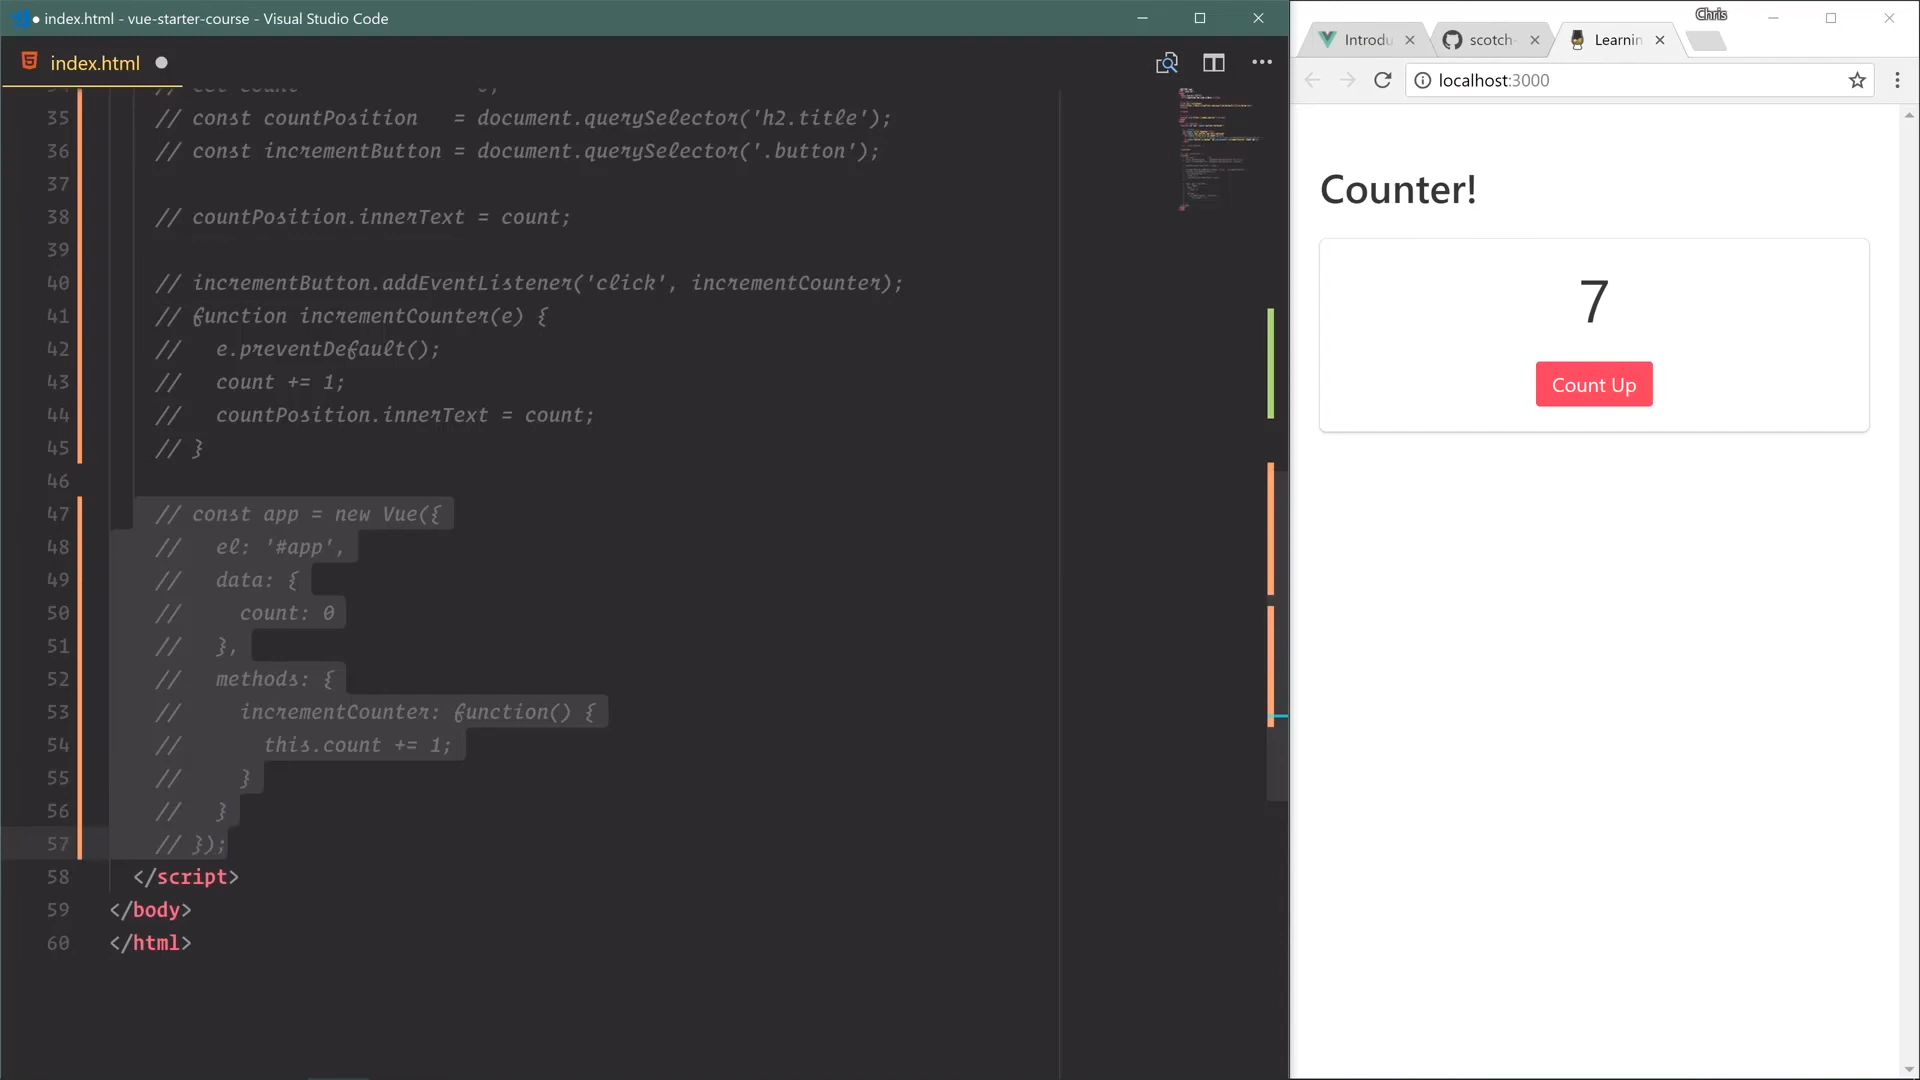 index.html - vue-starter-course - Visual Studio Code
index.html
35 // const countPosition   = document.querySelector('h2.title');
36 // const incrementButton = document.querySelector('.button');
37
38 // countPosition.innerText = count;
39
40 // incrementButton.addEventListener('click', incrementCounter);
41 // function incrementCounter(e) {
42 //   e.preventDefault();
43 //   count += 1;
44 //   countPosition.innerText = count;
45 // }
46
47 // const app = new Vue({
48 //   el: '#app',
49 //   data: {
50 //     count: 0
51 //   },
52 //   methods: {
53 //     incrementCounter: function() {
54 //       this.count += 1;
55 //     }
56 //   }
57 // });
58 </script>
59 </body>
60 </html>
Chris
Introdu
scotch-
Learnin
localhost:3000
Counter!
7
Count Up